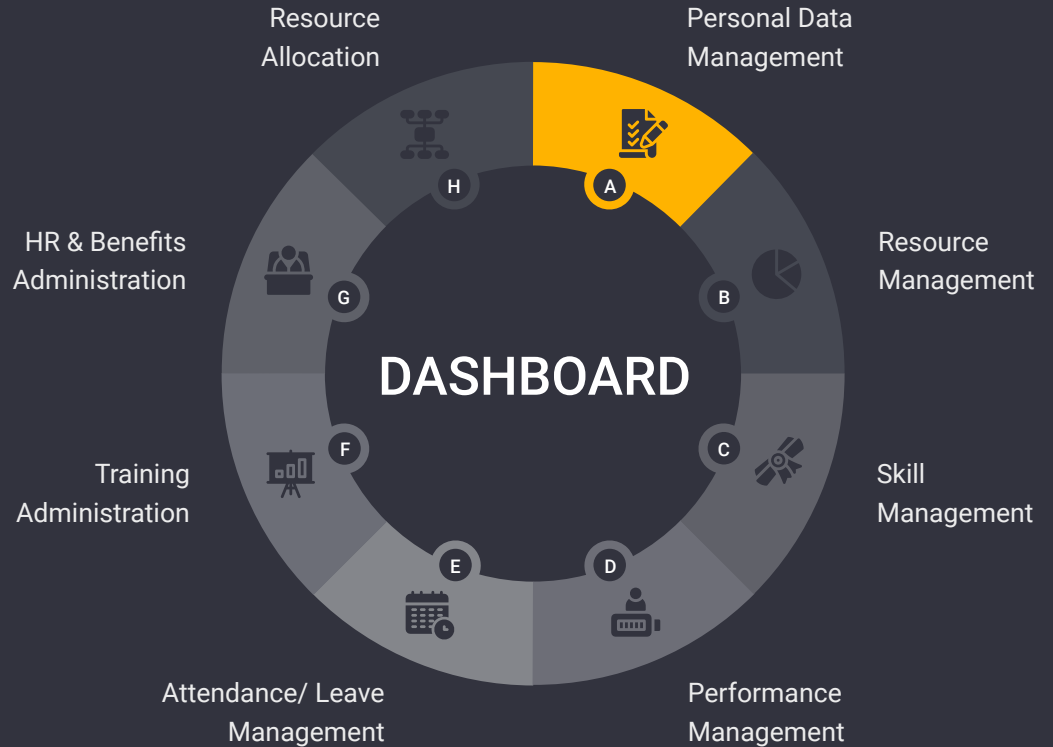 Resource
Allocation
Personal Data
Management
H
A
HR & Benefits
Administration
Resource
Management
G
B
DASHBOARD
F
C
Training
Administration
Skill
Management
E
D
Attendance/ Leave
Management
Performance
Management